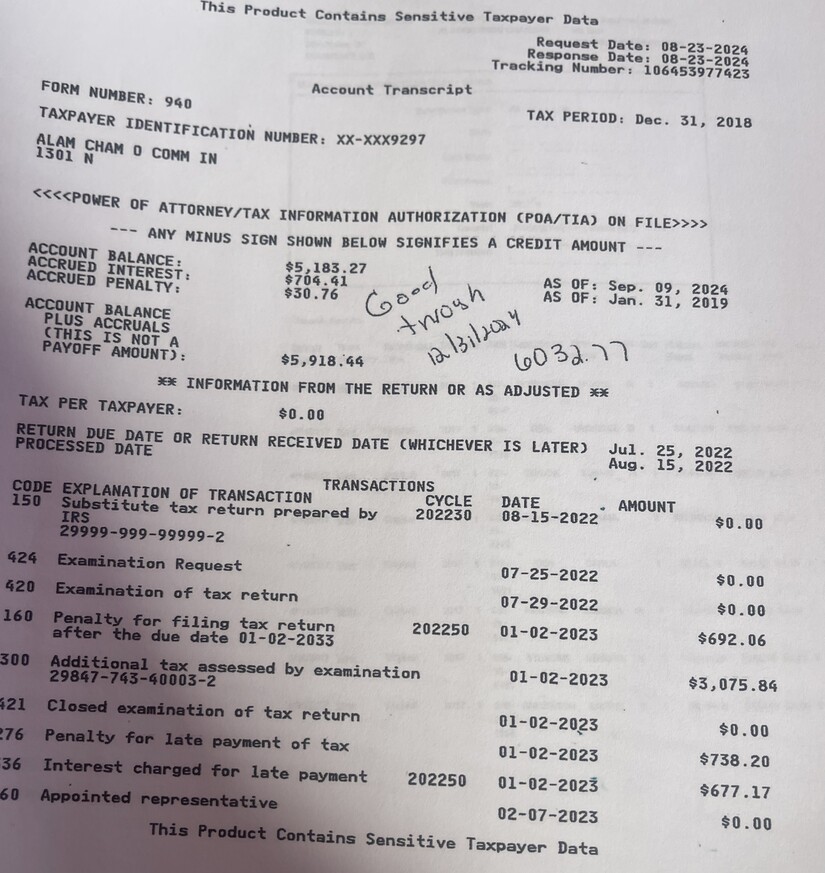 This Product Contains Sensitive Taxpayer Data
Request Date: 08-23-2024
Response Date: 08-23-2024
Tracking Number: 106453977423
Account Transcript
FORM NUMBER: 940
TAX PERIOD: Dec. 31, 2018
TAXPAYER IDENTIFICATION NUMBER: XX-XXX9297
ALAM CHAM O COMM IN
1301 N
<<<<POWER OF ATTORNEY/TAX INFORMATION AUTHORIZATION (POA/TIA) ON FILE>>>>
--- ANY MINUS SIGN SHOWN BELOW SIGNIFIES A CREDIT AMOUNT ---
ACCOUNT BALANCE: $5,183.27
ACCRUED INTEREST: $704.41 AS OF: Sep. 09, 2024
ACCRUED PENALTY: $30.76 AS OF: Jan. 31, 2019
Good
12/31/2024
6032.77
ACCOUNT BALANCE
PLUS ACCRUALS
(THIS IS NOT A
PAYOFF AMOUNT): $5,918.44
** INFORMATION FROM THE RETURN OR AS ADJUSTED **
TAX PER TAXPAYER: $0.00
RETURN DUE DATE OR RETURN RECEIVED DATE (WHICHEVER IS LATER) Jul. 25, 2022
PROCESSED DATE Aug. 15, 2022
TRANSACTIONS
CODE EXPLANATION OF TRANSACTION CYCLE DATE AMOUNT
150 Substitute tax return prepared by 202230 08-15-2022 $0.00
IRS
29999-999-99999-2
424 Examination Request 07-25-2022 $0.00
420 Examination of tax return 07-29-2022 $0.00
160 Penalty for filing tax return 202250 01-02-2023 $692.06
after the due date 01-02-2033
300 Additional tax assessed by examination 01-02-2023 $3,075.84
29847-743-40003-2
421 Closed examination of tax return 01-02-2023 $0.00
276 Penalty for late payment of tax 01-02-2023 $738.20
36 Interest charged for late payment 202250 01-02-2023 $677.17
60 Appointed representative 02-07-2023 $0.00
This Product Contains Sensitive Taxpayer Data